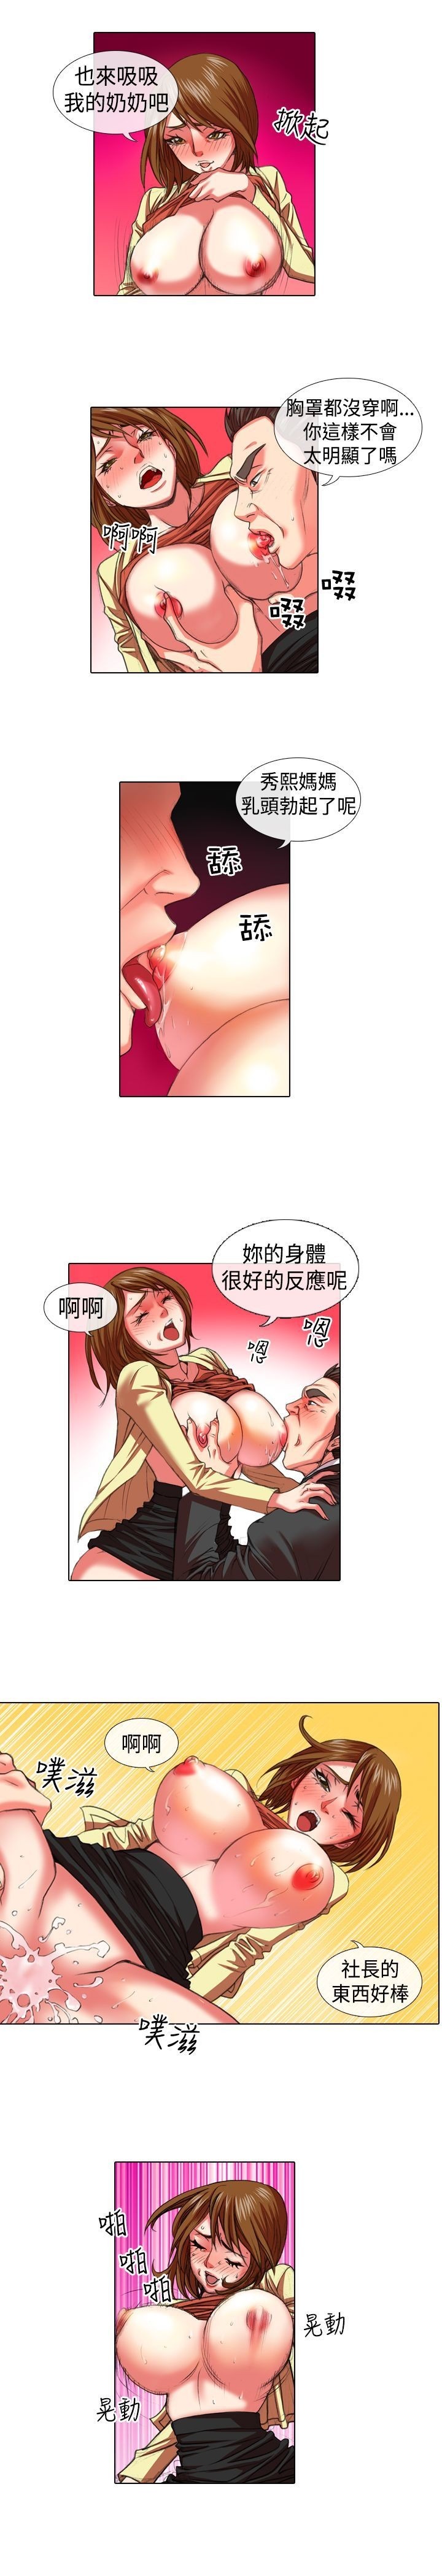 也來吸吸
我的奶奶吧
掀起
胸罩都沒穿啊...
你這樣不會
太明顯了嗎
啊啊
啜
啜
秀熙媽媽
乳頭勃起了呢
舔
舔
妳的身體
很好的反應呢
啊啊
嗯
嗯
啊啊
噗滋
社長的
東西好棒
噗滋
啪
啪
啪
晃動
晃動